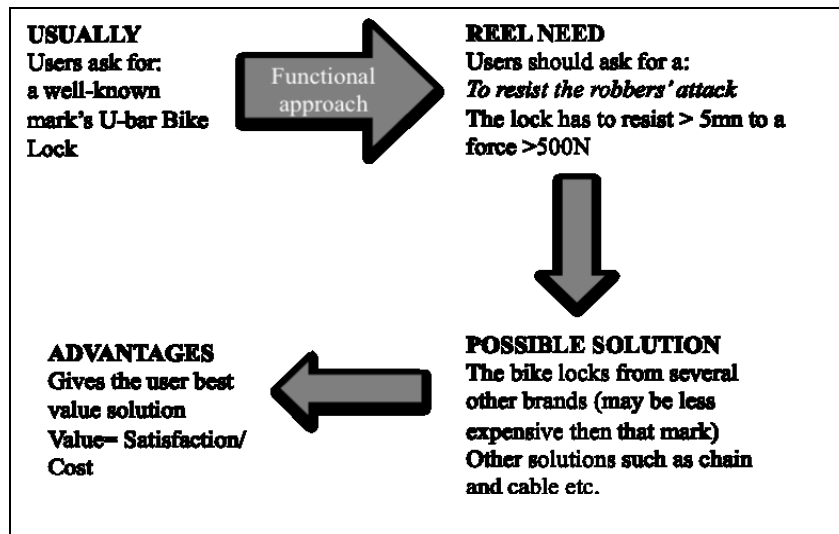 USUALLY
Users ask for:
a well-known
mark's U-bar Bike
Lock
Functional
approach
REEL NEED
Users should ask for a:
To resist the robbers' attack
The lock has to resist > 5mn to a
force >500N
POSSIBLE SOLUTION
The bike locks from several
other brands (may be less
expensive then that mark)
Other solutions such as chain
and cable etc.
ADVANTAGES
Gives the user best
value solution
Value= Satisfaction/
Cost